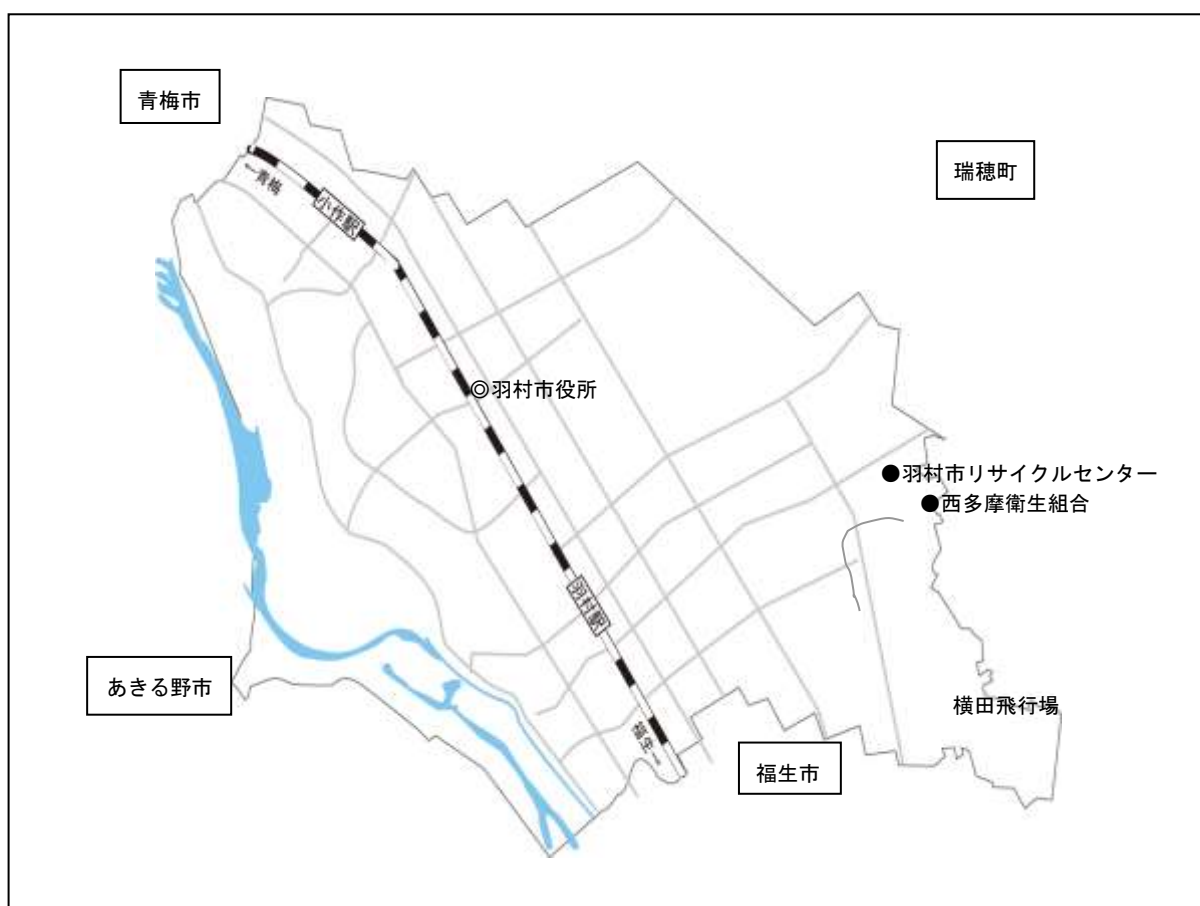 青梅市
瑞穂町
←青梅
小作駅
◎羽村市役所
●羽村市リサイクルセンター
●西多摩衛生組合
羽村駅
あきる野市
横田飛行場
福生→
福生市